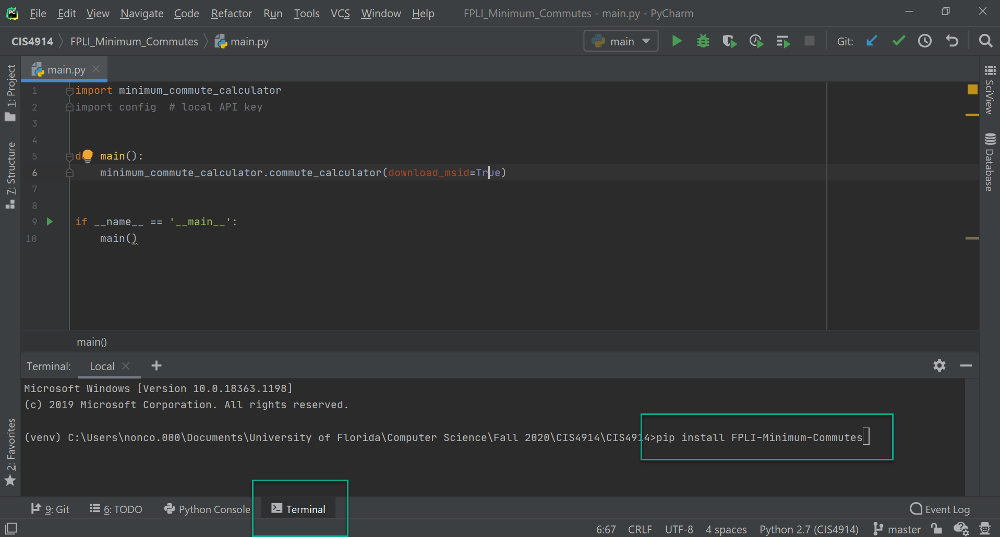 PC File Edit View Navigate Code Refactor Run Tools VCS Window Help FPLI_Minimum_Commutes - main.py - PyCharm
CIS4914 FPLI_Minimum_Commutes main.py main Git:
1: Project
7: Structure
2: Favorites
main.py
1 import minimum_commute_calculator
2 import config  # local API key
3
4
5 def main():
6     minimum_commute_calculator.commute_calculator(download_msid=True)
7
8
9 if __name__ == '__main__':
10     main()
SciView
Database
main()
Terminal: Local
Microsoft Windows [Version 10.0.18363.1198]
(c) 2019 Microsoft Corporation. All rights reserved.
(venv) C:\Users\nonco.000\Documents\University of Florida\Computer Science\Fall 2020\CIS4914\CIS4914>pip install FPLI-Minimum-Commutes
9: Git 6: TODO Python Console Terminal Event Log
6:67 CRLF UTF-8 4 spaces Python 2.7 (CIS4914) master